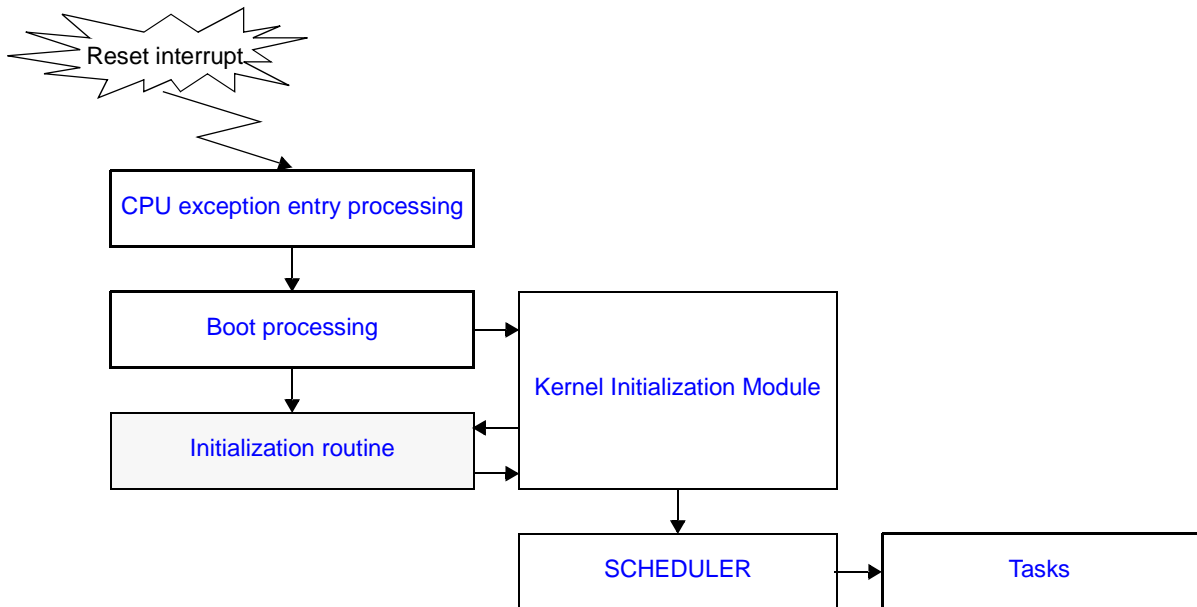 Reset interrupt
CPU exception entry processing
Boot processing
Kernel Initialization Module
Initialization routine
SCHEDULER
Tasks